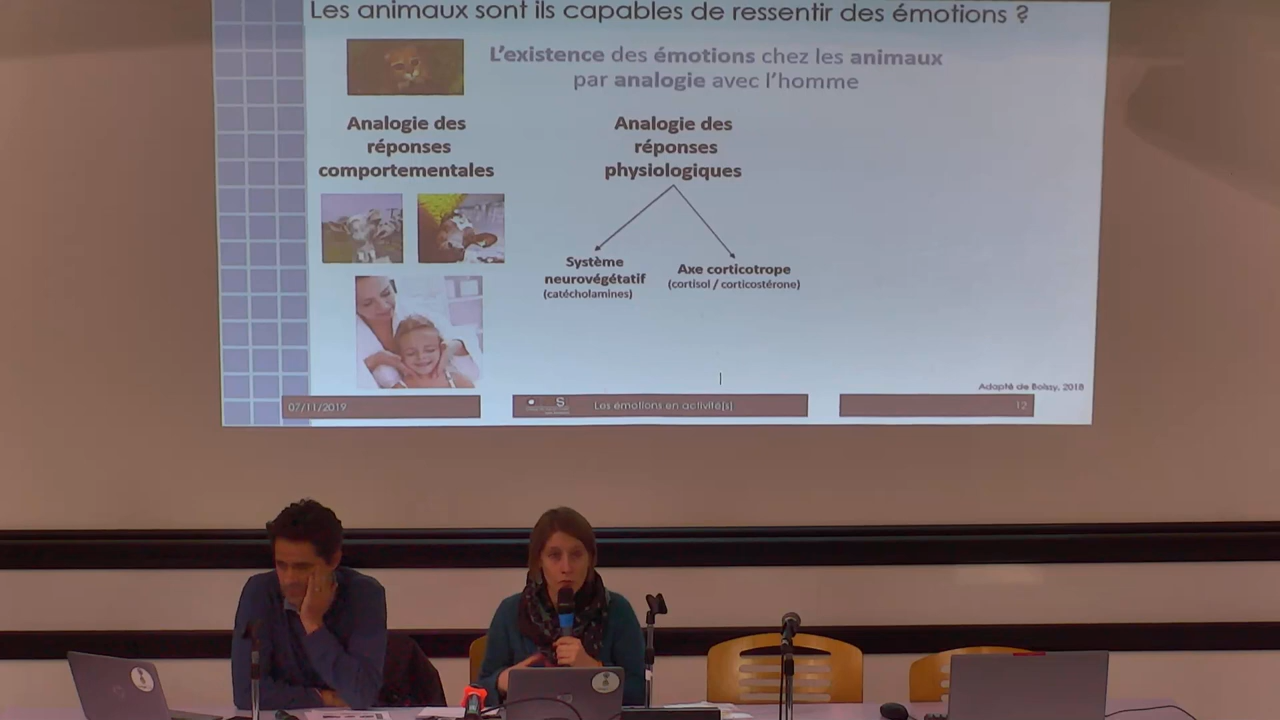 Les animaux sont ils capables de ressentir des émotions ?
L'existence des émotions chez les animaux
par analogie avec l'homme
Analogie des
réponses
comportementales
Analogie des
réponses
physiologiques
Système
neurovégétatif
(catécholamines)
Axe corticotrope
(cortisol / corticostérone)
Adapté de Boissy, 2018
07/11/2019
Les émotions en activité[s]
12